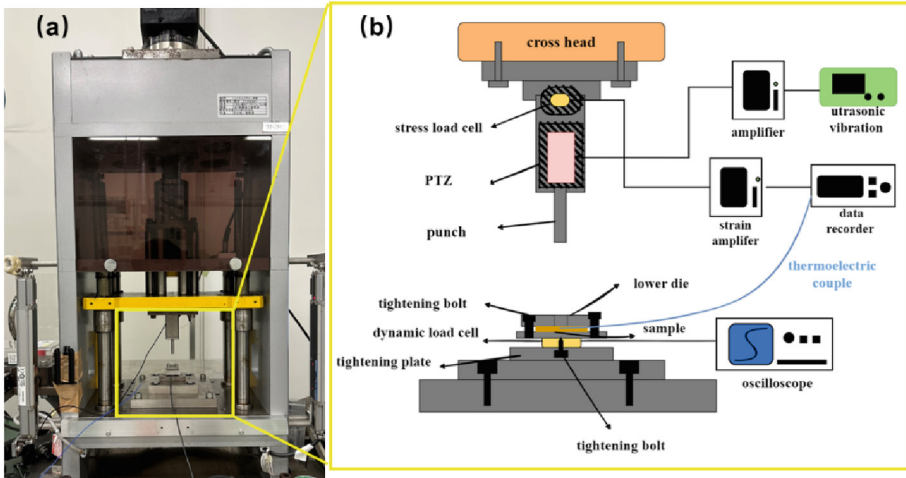 (a)
(b)
cross head
stress load cell
amplifier
utrasonic
vibration
PTZ
punch
strain
amplifer
data
recorder
thermoelectric
couple
tightening bolt
lower die
dynamic load cell
sample
tightening plate
oscilloscope
tightening bolt